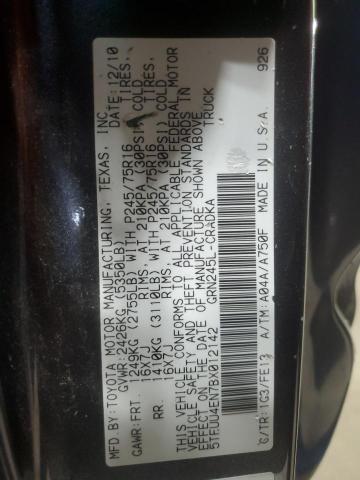 MFD.BY:TOYOTA MOTOR MANUFACTURING, TEXAS, INC.
DATE: 12/10
GVWR:2426KG (5350LB)
GAWR:FRT. 1249KG (2755LB) WITH P245/75R16 TIRES,
16X7J RIMS, AT 210KPA (30PSI), COLD
RR. 1410KG (3110LB) WITH P245/75R16 TIRES,
16X7J RIMS, AT 210KPA (30PSI) COLD
THIS VEHICLE CONFORMS TO ALL APPLICABLE FEDERAL MOTOR
VEHICLE SAFETY AND THEFT PREVENTION STANDARDS IN
EFFECT ON THE DATE OF MANUFACTURE SHOWN ABOVE.
5TFUU4EN7BX012142 TRUCK
GRN245L-CRADKA
C/TR:1G3/FE13 A/TM:A04A/A750F MADE IN U.S.A. 926